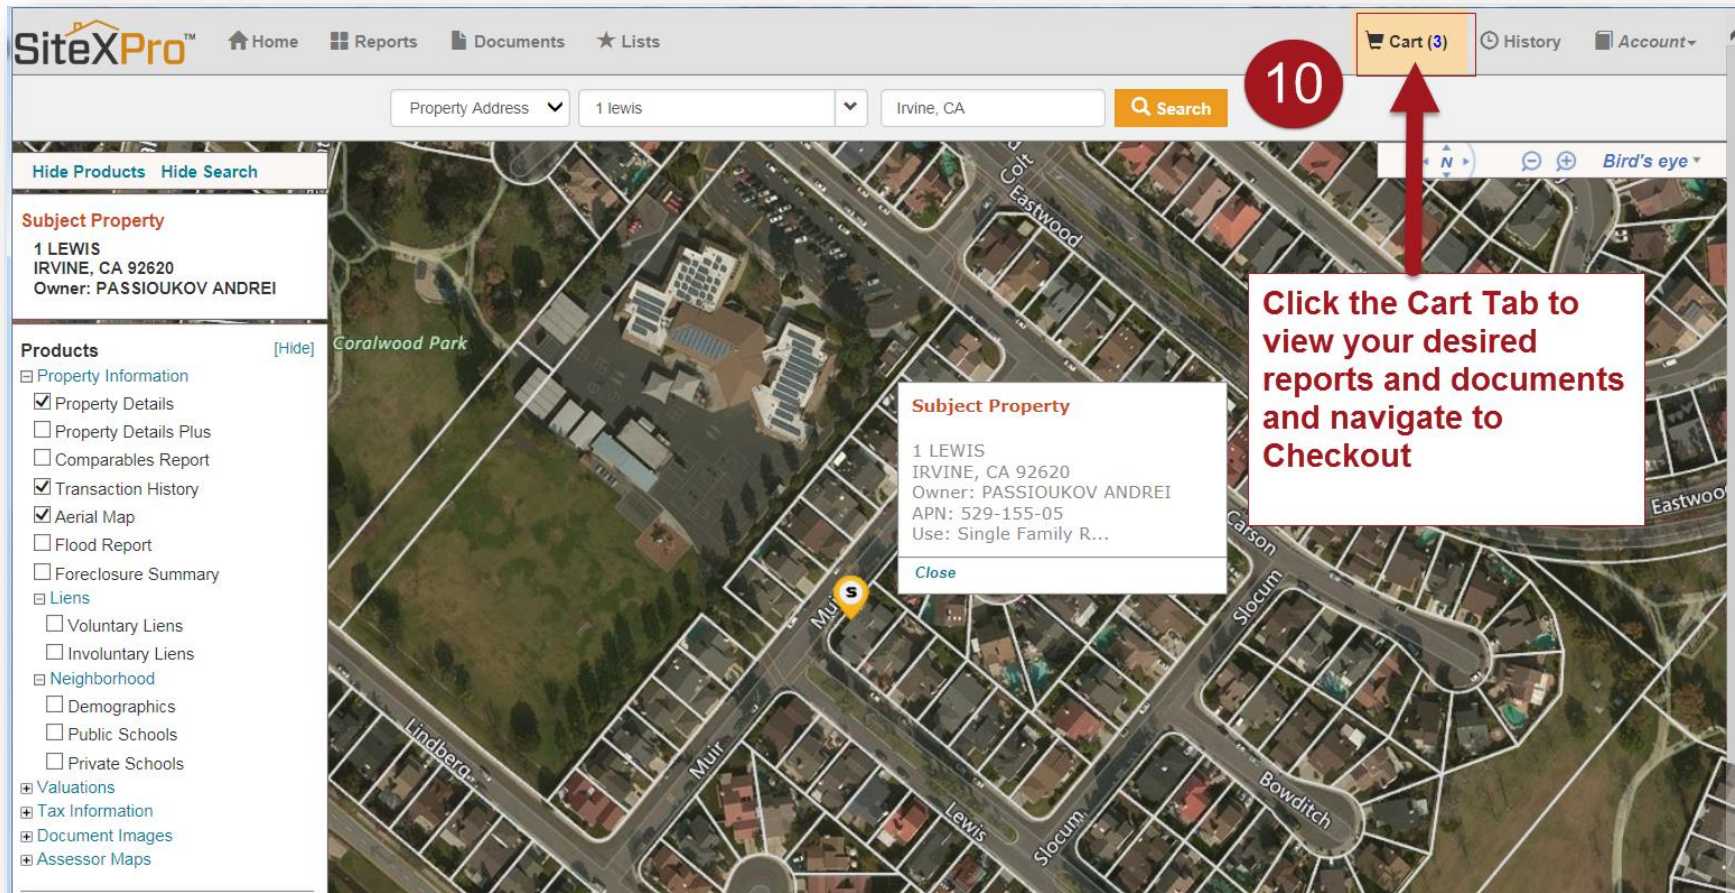 SiteXPro™
Home
Reports
Documents
Lists
Cart (3)
History
Account
Property Address
1 lewis
Irvine, CA
Search
10
Hide Products Hide Search
N
Bird's eye
Subject Property
1 LEWIS
IRVINE, CA 92620
Owner: PASSIOUKOV ANDREI
Products
[Hide]
Property Information
Property Details
Property Details Plus
Comparables Report
Transaction History
Aerial Map
Flood Report
Foreclosure Summary
Liens
Voluntary Liens
Involuntary Liens
Neighborhood
Demographics
Public Schools
Private Schools
Valuations
Tax Information
Document Images
Assessor Maps
Colt
Eastwood
Coralwood Park
Click the Cart Tab to
view your desired
reports and documents
and navigate to
Checkout
Subject Property
1 LEWIS
IRVINE, CA 92620
Owner: PASSIOUKOV ANDREI
APN: 529-155-05
Use: Single Family R...
Close
Carson
S
Slocum
Lindberg
Muir
Lewis
Slocum
Bowditch